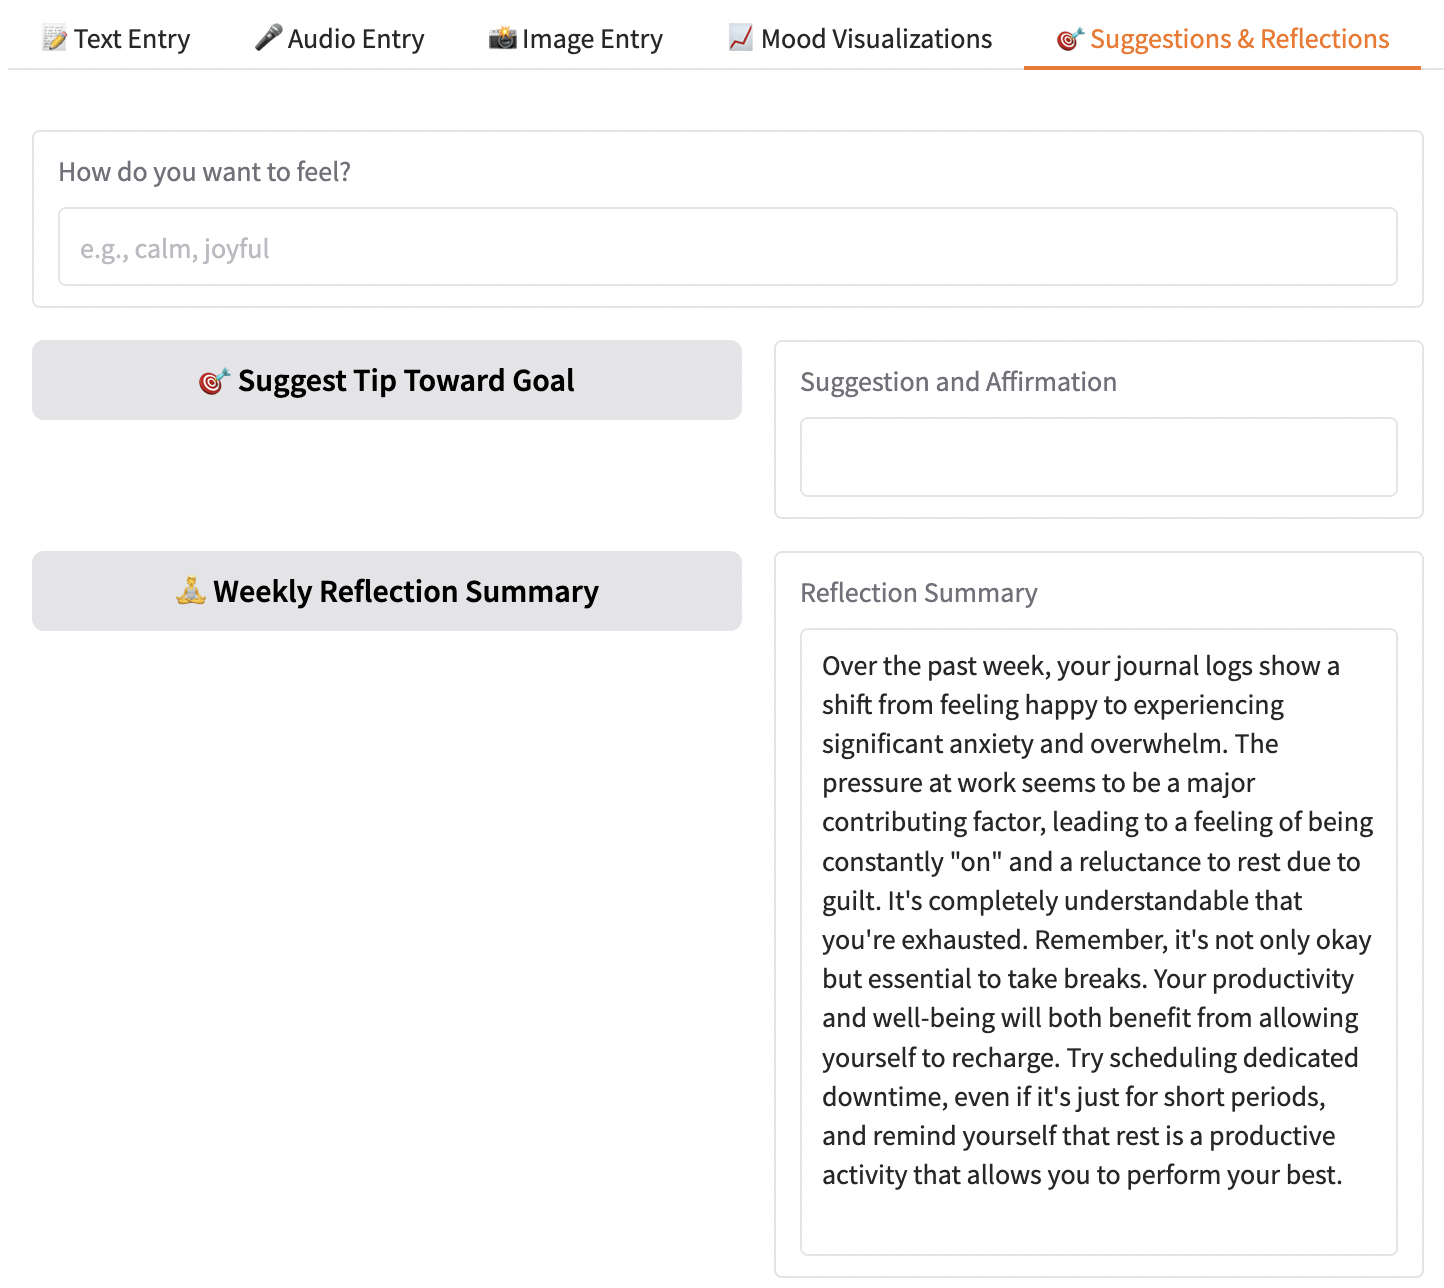 📝 Text Entry
🎤 Audio Entry
📸 Image Entry
📈 Mood Visualizations
🎯 Suggestions & Reflections
How do you want to feel?
e.g., calm, joyful
🎯 Suggest Tip Toward Goal
Suggestion and Affirmation
🧘 Weekly Reflection Summary
Reflection Summary
Over the past week, your journal logs show a
shift from feeling happy to experiencing
significant anxiety and overwhelm. The
pressure at work seems to be a major
contributing factor, leading to a feeling of being
constantly "on" and a reluctance to rest due to
guilt. It's completely understandable that
you're exhausted. Remember, it's not only okay
but essential to take breaks. Your productivity
and well-being will both benefit from allowing
yourself to recharge. Try scheduling dedicated
downtime, even if it's just for short periods,
and remind yourself that rest is a productive
activity that allows you to perform your best.